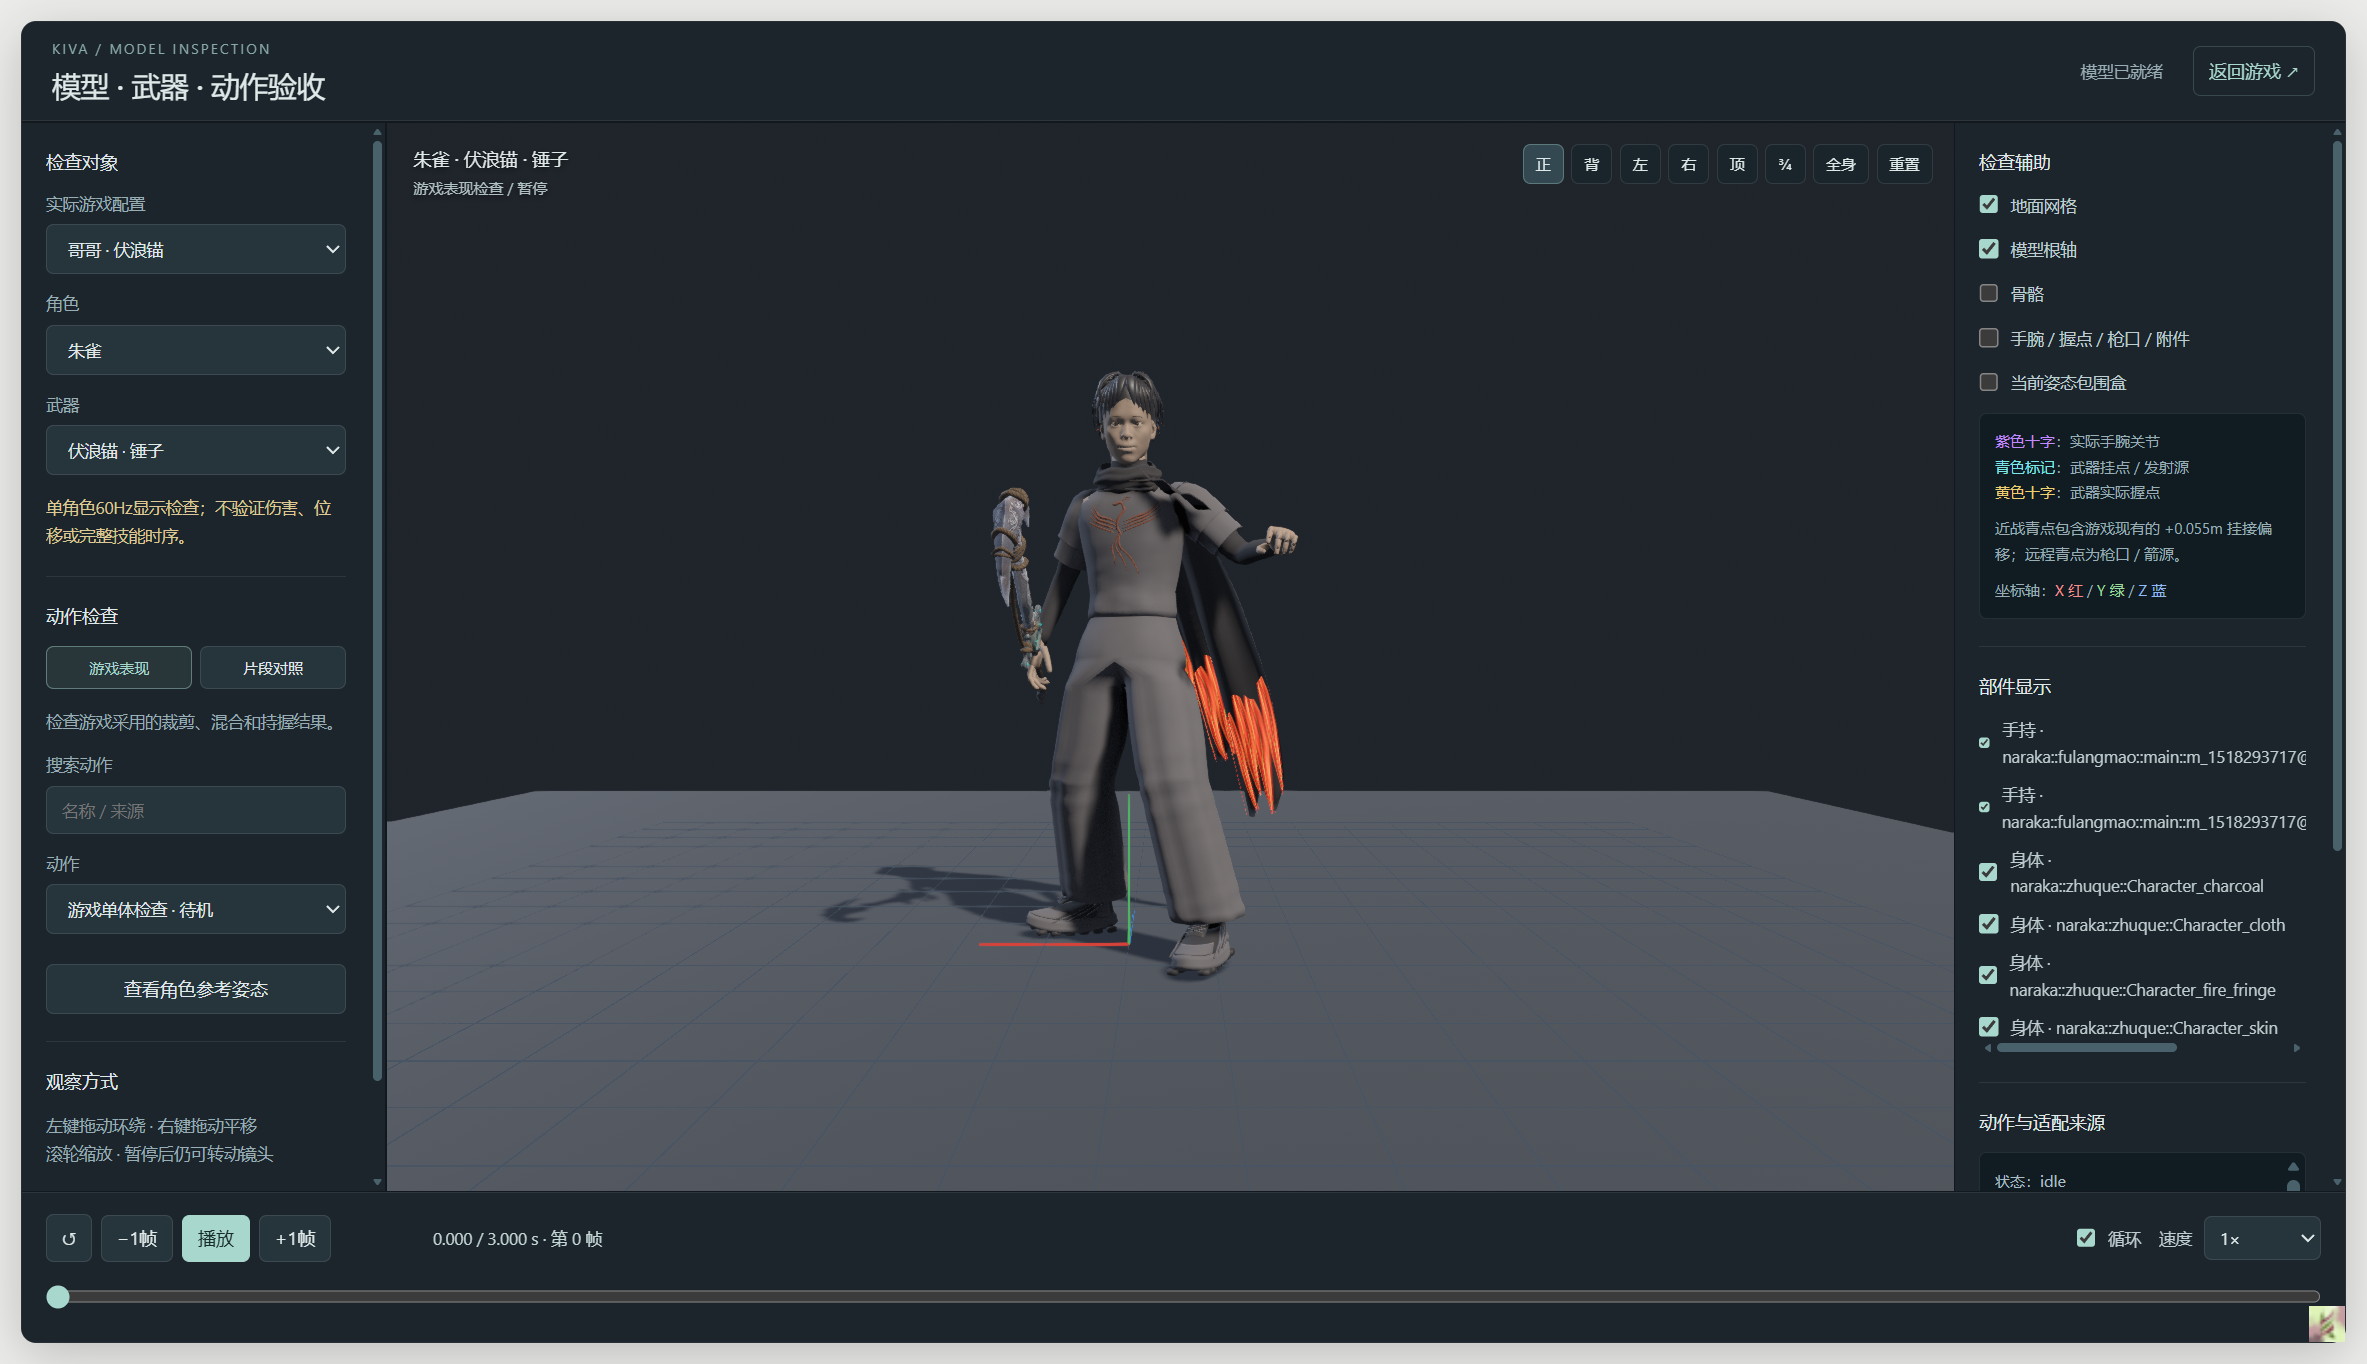 KIVA / MODEL INSPECTION
模型 · 武器 · 动作验收
模型已就绪
返回游戏 ↗
检查对象
实际游戏配置
哥哥 · 伏浪锚
角色
朱雀
武器
伏浪锚 · 锤子
单角色60Hz显示检查；不验证伤害、位
移或完整技能时序。
动作检查
游戏表现
片段对照
检查游戏采用的裁剪、混合和持握结果。
搜索动作
名称 / 来源
动作
游戏单体检查 · 待机
查看角色参考姿态
观察方式
左键拖动环绕 · 右键拖动平移
滚轮缩放 · 暂停后仍可转动镜头
朱雀 · 伏浪锚 · 锤子
游戏表现检查 / 暂停
正
背
左
右
顶
¾
全身
重置
检查辅助
地面网格
模型根轴
骨骼
手腕 / 握点 / 枪口 / 附件
当前姿态包围盒
紫色十字：实际手腕关节
青色标记：武器挂点 / 发射源
黄色十字：武器实际握点
近战青点包含游戏现有的 +0.055m 挂接偏
移；远程青点为枪口 / 箭源。
坐标轴：X 红 / Y 绿 / Z 蓝
部件显示
手持 ·
naraka::fulangmao::main::m_1518293717@
手持 ·
naraka::fulangmao::main::m_1518293717@
身体 ·
naraka::zhuque::Character_charcoal
身体 · naraka::zhuque::Character_cloth
身体 ·
naraka::zhuque::Character_fire_fringe
身体 · naraka::zhuque::Character_skin
动作与适配来源
状态：idle
↺
−1帧
播放
+1帧
0.000 / 3.000 s · 第 0 帧
循环
速度
1×